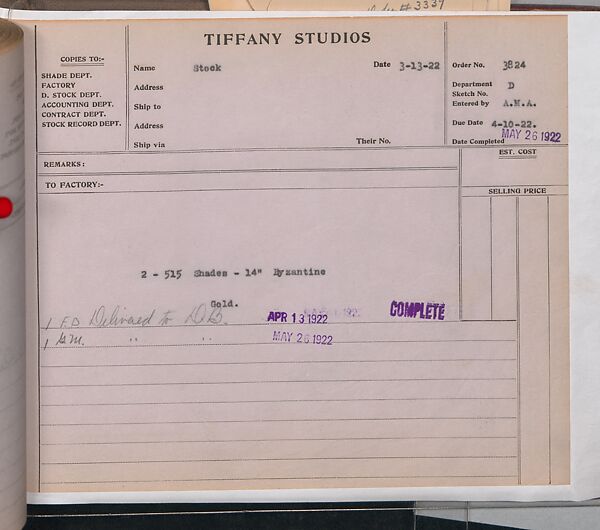 Order # 3339
TIFFANY STUDIOS
COPIES TO:-
SHADE DEPT.
FACTORY
D. STOCK DEPT.
ACCOUNTING DEPT.
CONTRACT DEPT.
STOCK RECORD DEPT.
Name Stock Date 3-13-22
Address
Ship to
Address
Ship via Their No.
Order No. 3824
Department D
Sketch No.
Entered by A.M.A.
Due Date 4-10-22.
Date Completed MAY 26 1922
REMARKS:
EST. COST
TO FACTORY:-
SELLING PRICE
2 - 515 Shades - 14" Byzantine
Gold.
1 F.D Delivered to D.B. APR 13 1922 COMPLETE
1 G.M. " " MAY 26 1922